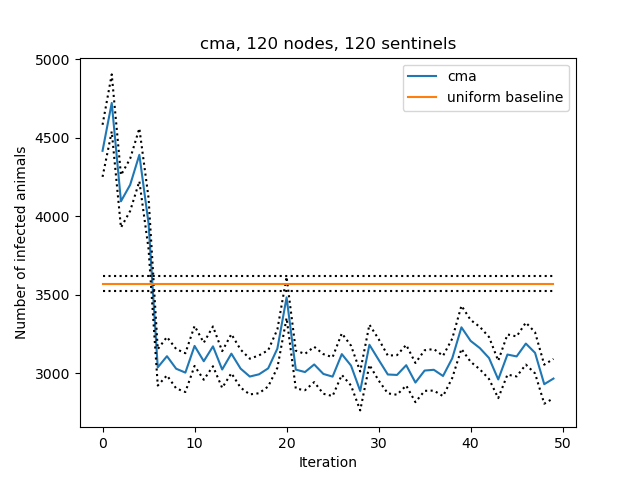 cma, 120 nodes, 120 sentinels
cma
uniform baseline
Number of infected animals
5000
4500
4000
3500
3000
0
10
20
30
40
50
Iteration